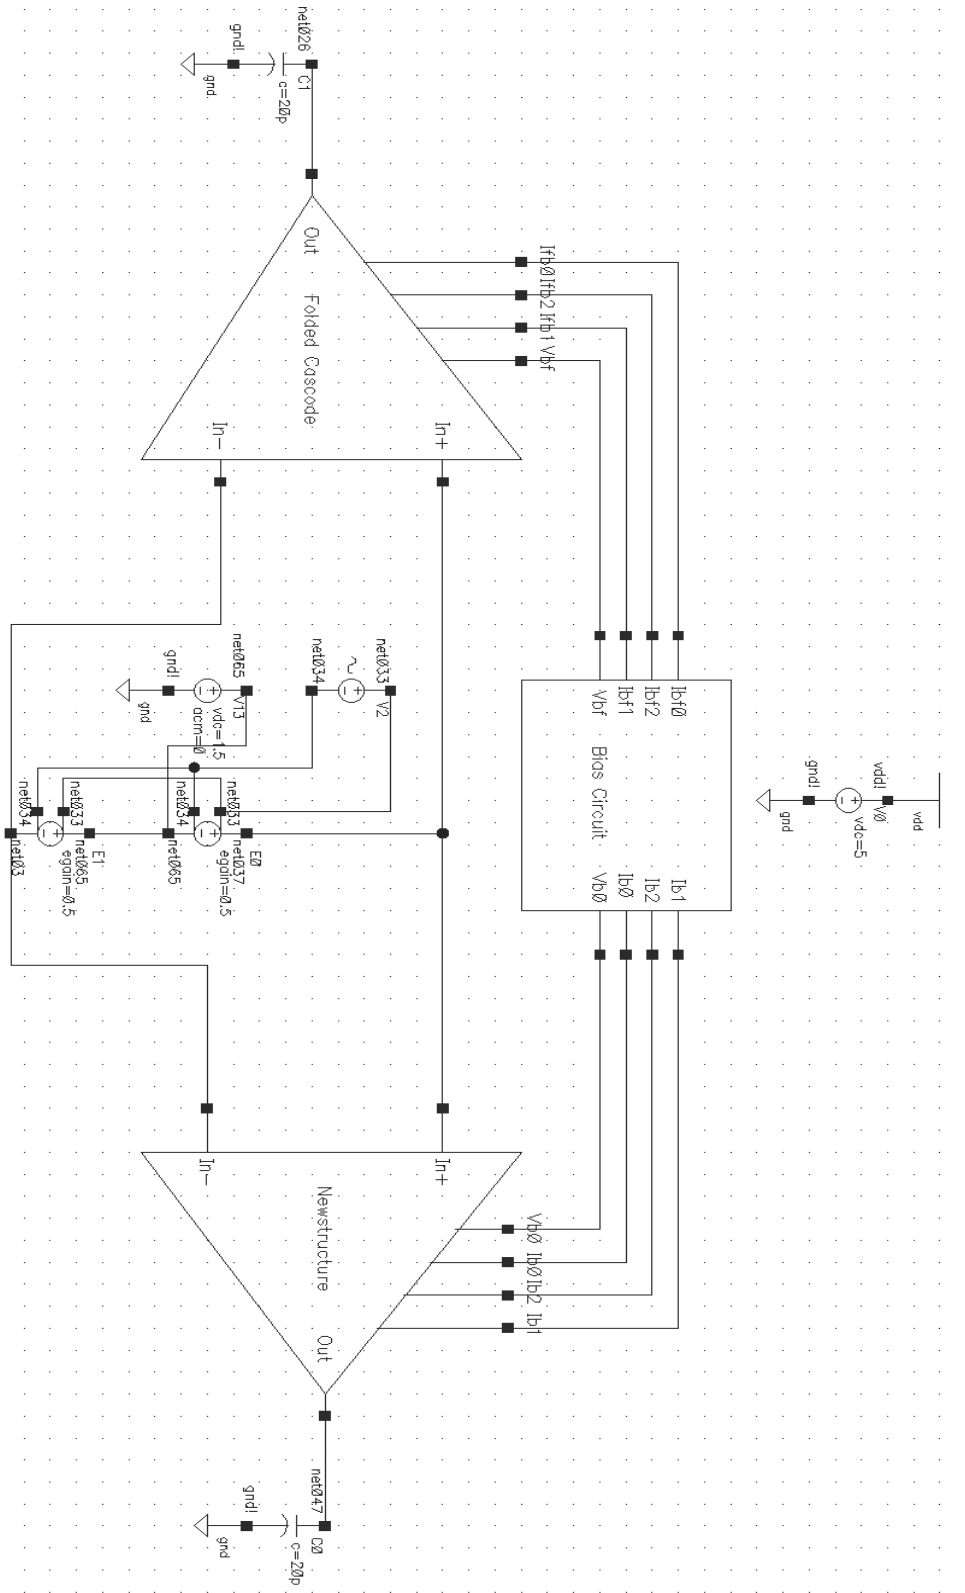 vdd
vdd!
V0
vdc=5
gnd!
gnd
Ibf0
Ibf2
Ibf1
Vbf
Bias Circuit
Ib1
Ib2
Ib0
Vb0
Ifb0
Ifb2
Ifb1
Vbf
Vb0
Ib0
Ib2
Ib1
In+
In-
Folded Cascode
Out
In+
In-
Newstructure
Out
net026
C1
c=20p
gnd!
gnd
net047
C0
c=20p
gnd!
gnd
net033
V2
net034
net065
V13
vdc=1.5
acm=0
gnd!
gnd
net037
E0
egain=0.5
net033
net034
net065
net065
E1
egain=0.5
net033
net034
net03